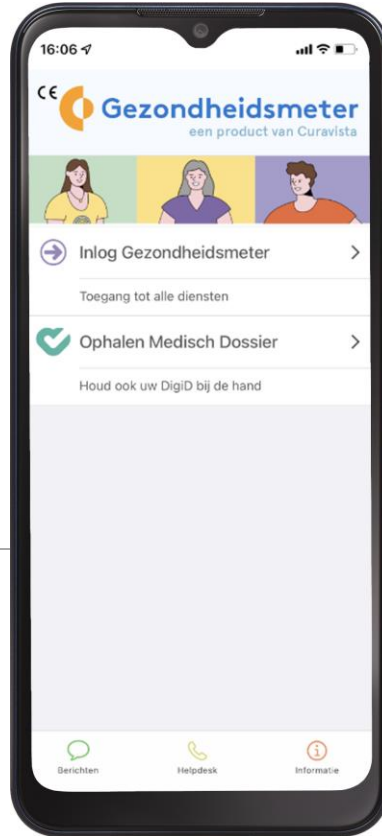 16:06
CE
Gezondheidsmeter
een product van Curavista
Inlog Gezondheidsmeter
Toegang tot alle diensten
Ophalen Medisch Dossier
Houd ook uw DigiD bij de hand
Berichten
Helpdesk
Informatie